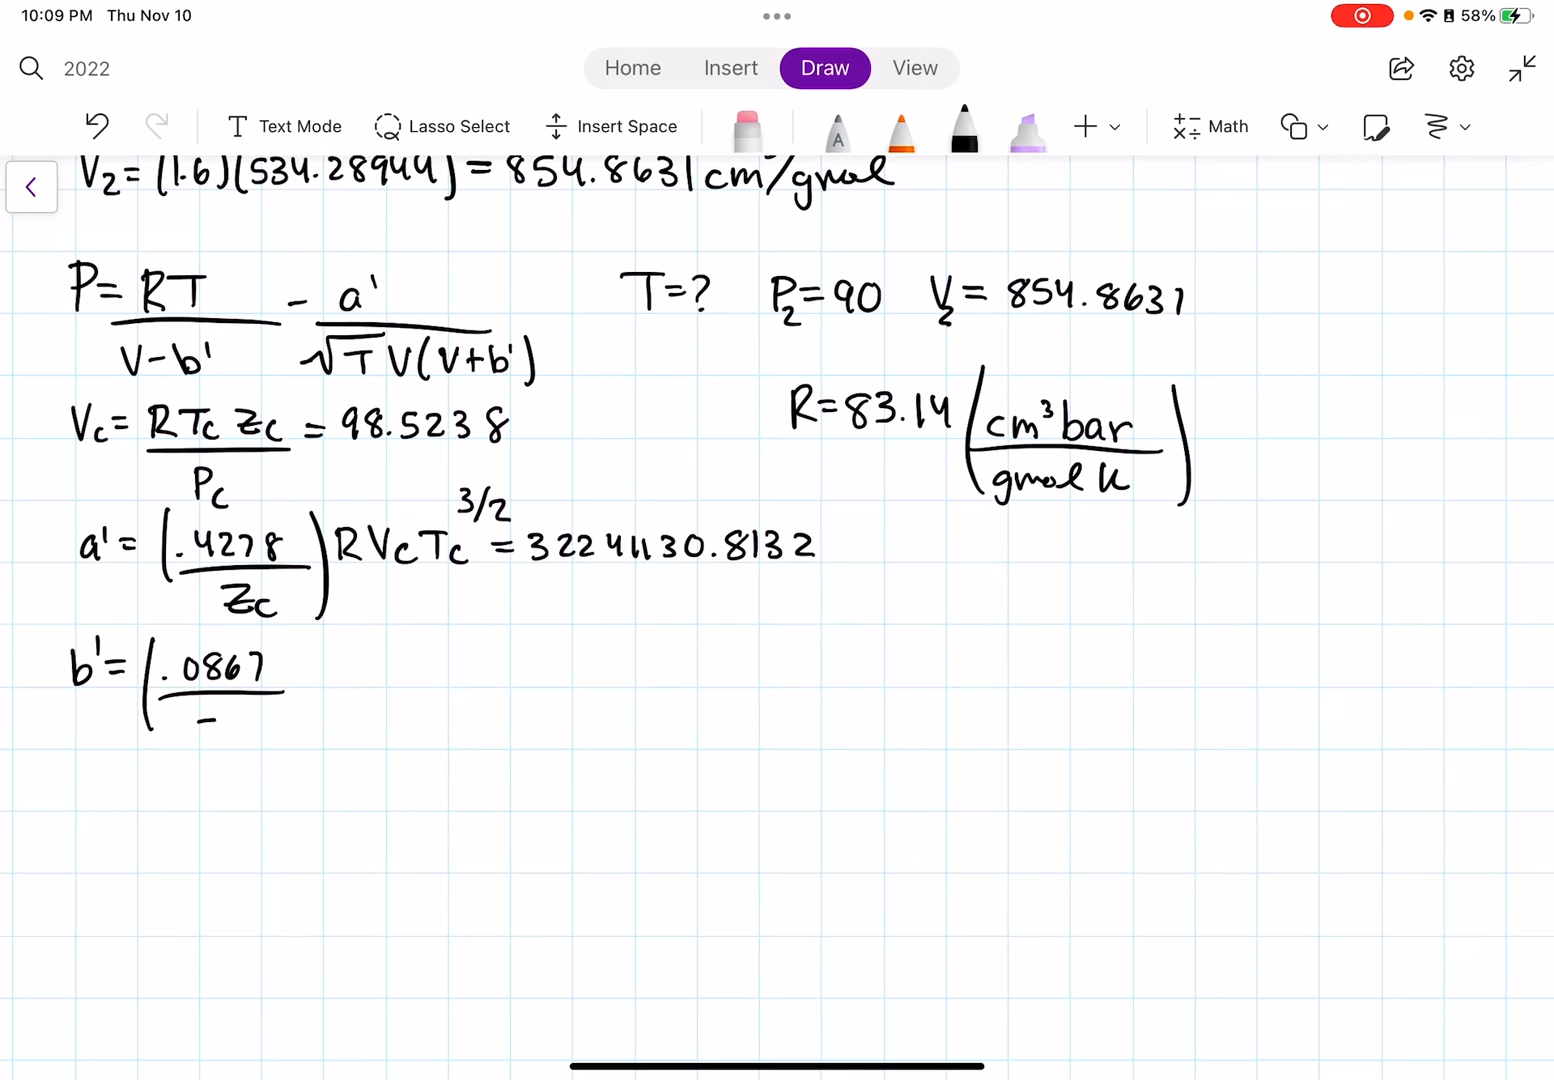 10:09 PM Thu Nov 10 58%
2022 Home Insert Draw View
Text Mode Lasso Select Insert Space A Math
V₂ = (1.6)(534.28944) = 854.8631 cm³/gmol
P = RT/(V-b') - a'/(√T V(V+b')) T=? P₂=90 V₂= 854.8631
R=83.14 (cm³bar/gmol K)
Vc = RTc Zc/Pc = 98.5238
a' = (.4278/Zc) RVcTc^3/2 = 32241130.8132
b' = (.0867